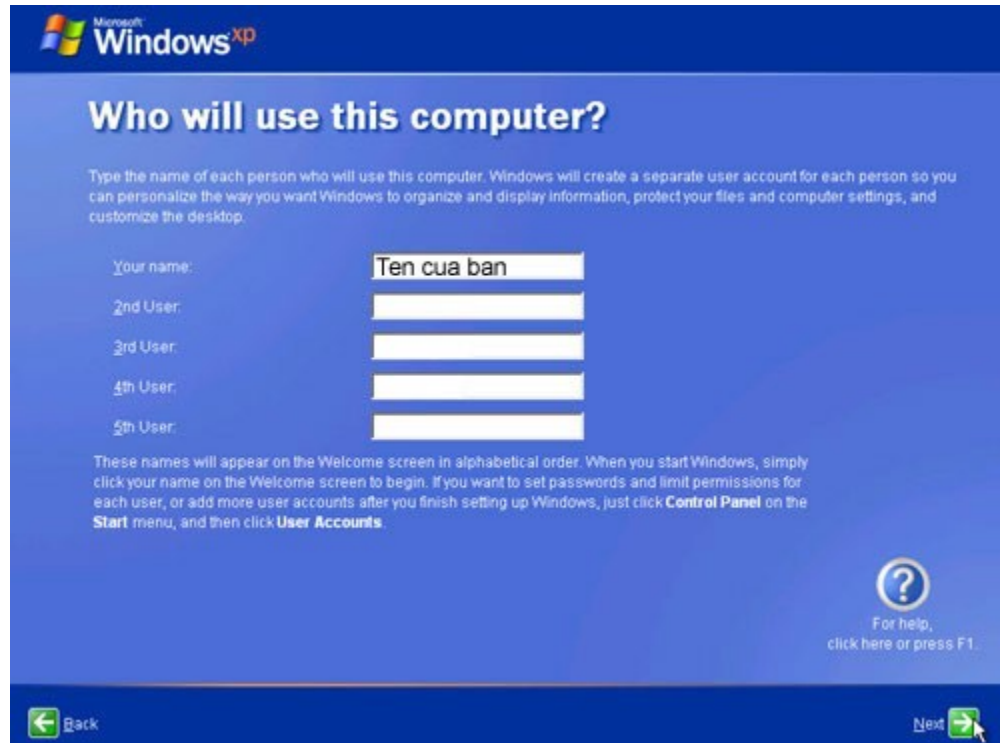 Microsoft
Windows xp
Who will use this computer?
Type the name of each person who will use this computer. Windows will create a separate user account for each person so you
can personalize the way you want Windows to organize and display information, protect your files and computer settings, and
customize the desktop.
Your name: Ten cua ban
2nd User:
3rd User:
4th User:
5th User:
These names will appear on the Welcome screen in alphabetical order. When you start Windows, simply
click your name on the Welcome screen to begin. If you want to set passwords and limit permissions for
each user, or add more user accounts after you finish setting up Windows, just click Control Panel on the
Start menu, and then click User Accounts.
For help,
click here or press F1.
Back Next